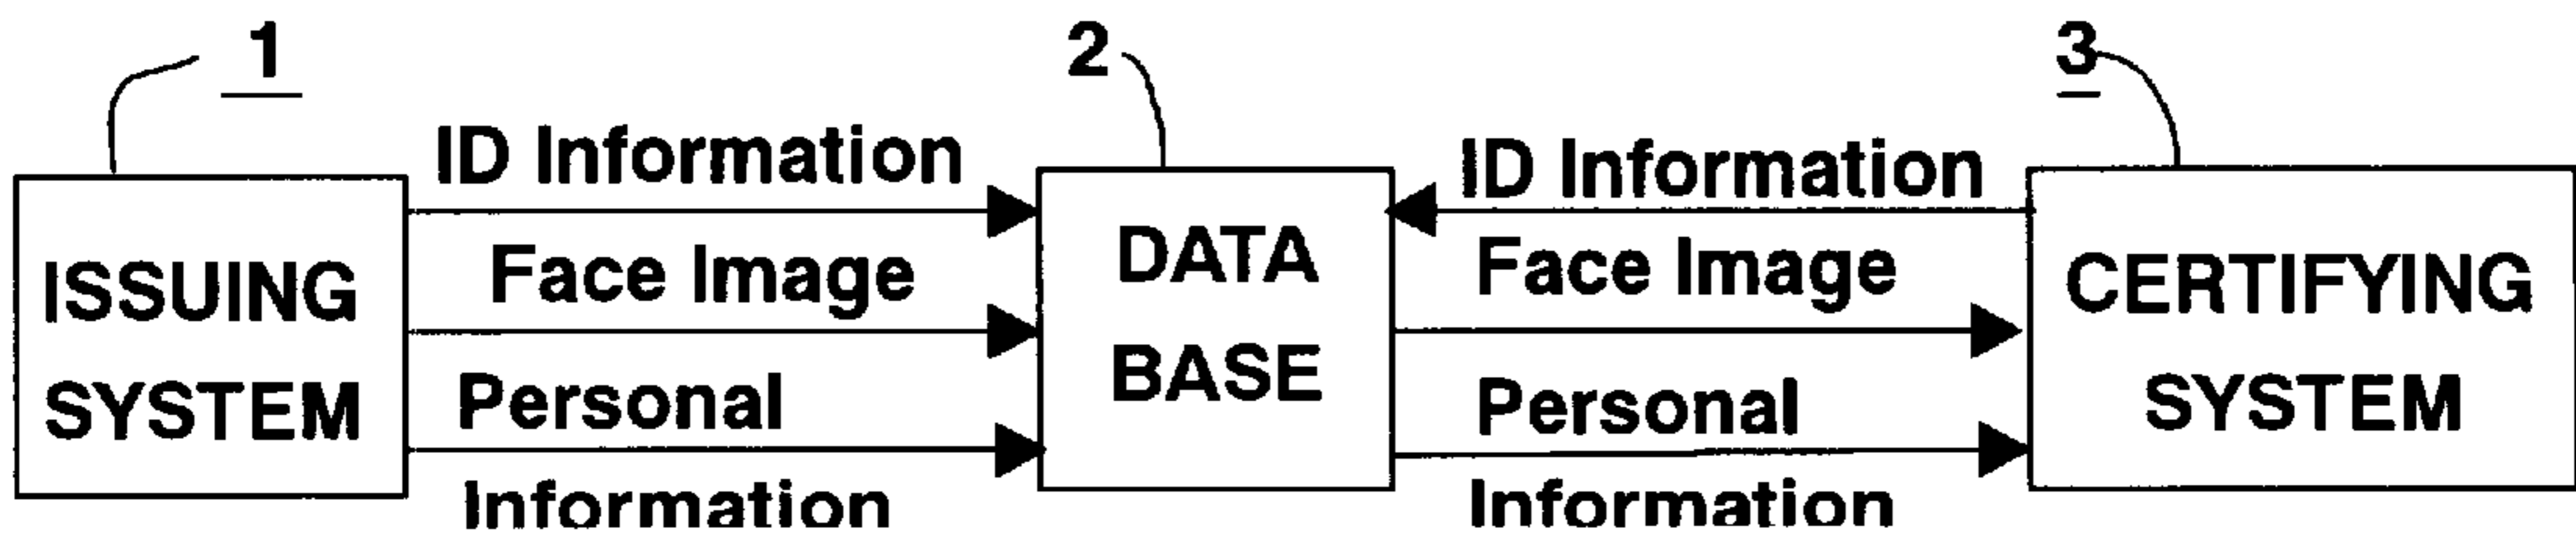 1
2
3
ID Information
ID Information
Face Image
Face Image
ISSUING
SYSTEM
DATA
BASE
CERTIFYING
SYSTEM
Personal
Information
Personal
Information